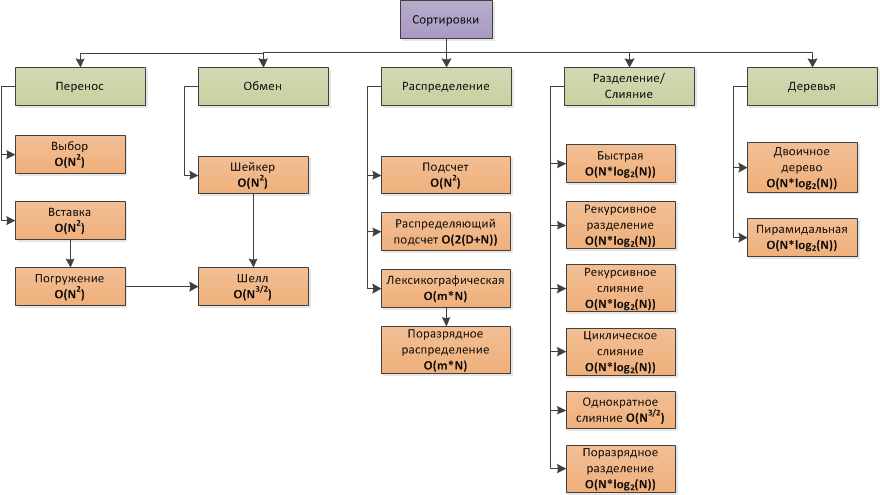 Сортировки
Перенос
Обмен
Распределение
Разделение/
Слияние
Деревья
Выбор
O(N²)
Вставка
O(N²)
Погружение
O(N²)
Шейкер
O(N²)
Шелл
O(N³/²)
Подсчет
O(N²)
Распределяющий
подсчет O(2(D+N))
Лексикографическая
O(m*N)
Поразрядное
распределение
O(m*N)
Быстрая
O(N*log₂(N))
Рекурсивное
разделение
O(N*log₂(N))
Рекурсивное
слияние
O(N*log₂(N))
Циклическое
слияние
O(N*log₂(N))
Однократное
слияние O(N³/²)
Поразрядное
разделение
O(N*log₂(N))
Двоичное
дерево
O(N*log₂(N))
Пирамидальная
O(N*log₂(N))